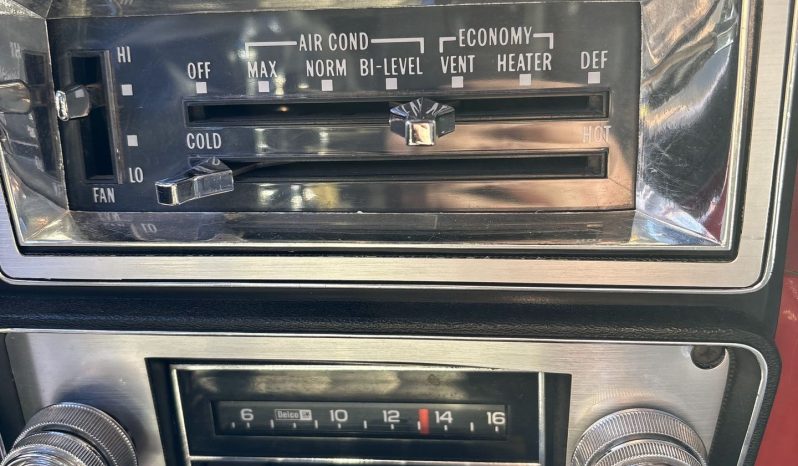 HI
AIR COND
ECONOMY
OFF MAX NORM BI-LEVEL VENT HEATER DEF
COLD HOT
LO
FAN
6 Delco GM 10 12 14 16